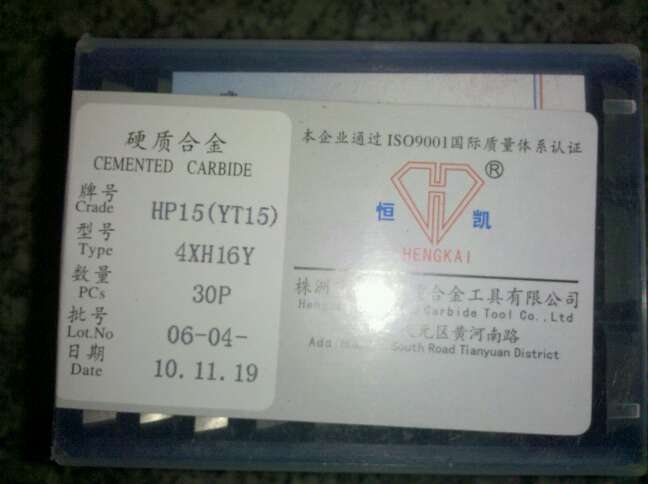 硬质合金
CEMENTED CARBIDE
牌号
Crade
HP15(YT15)
型号
Type
4XH16Y
数量
PCs
30P
批号
Lot.No
06-04-
日期
Date
10.11.19
本企业通过ISO9001国际质量体系认证
®
恒 凯
HENGKAI
株洲 合金工具有限公司
Carbide Tool Co.,Ltd
元区黄河南路
Add South Road Tianyuan District